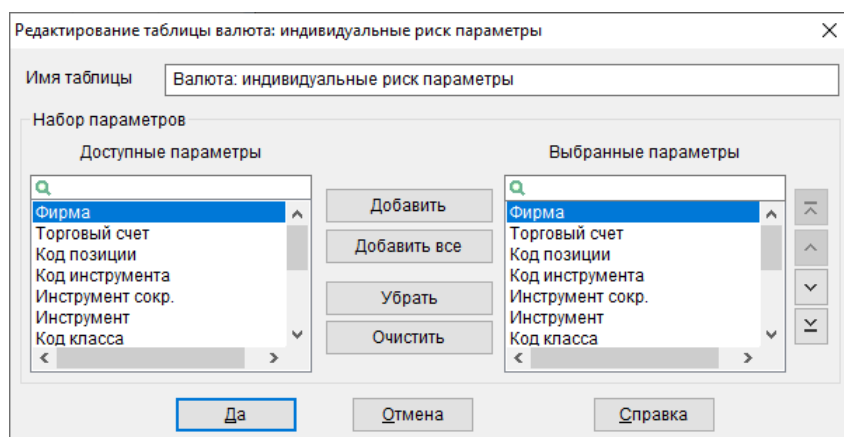 Редактирование таблицы валюта: индивидуальные риск параметры
Имя таблицы Валюта: индивидуальные риск параметры
Набор параметров
Доступные параметры Выбранные параметры
Фирма Добавить Фирма
Торговый счет Торговый счет
Код позиции Добавить все Код позиции
Код инструмента Код инструмента
Инструмент сокр. Убрать Инструмент сокр.
Инструмент Инструмент
Код класса Очистить Код класса
Да Отмена Справка